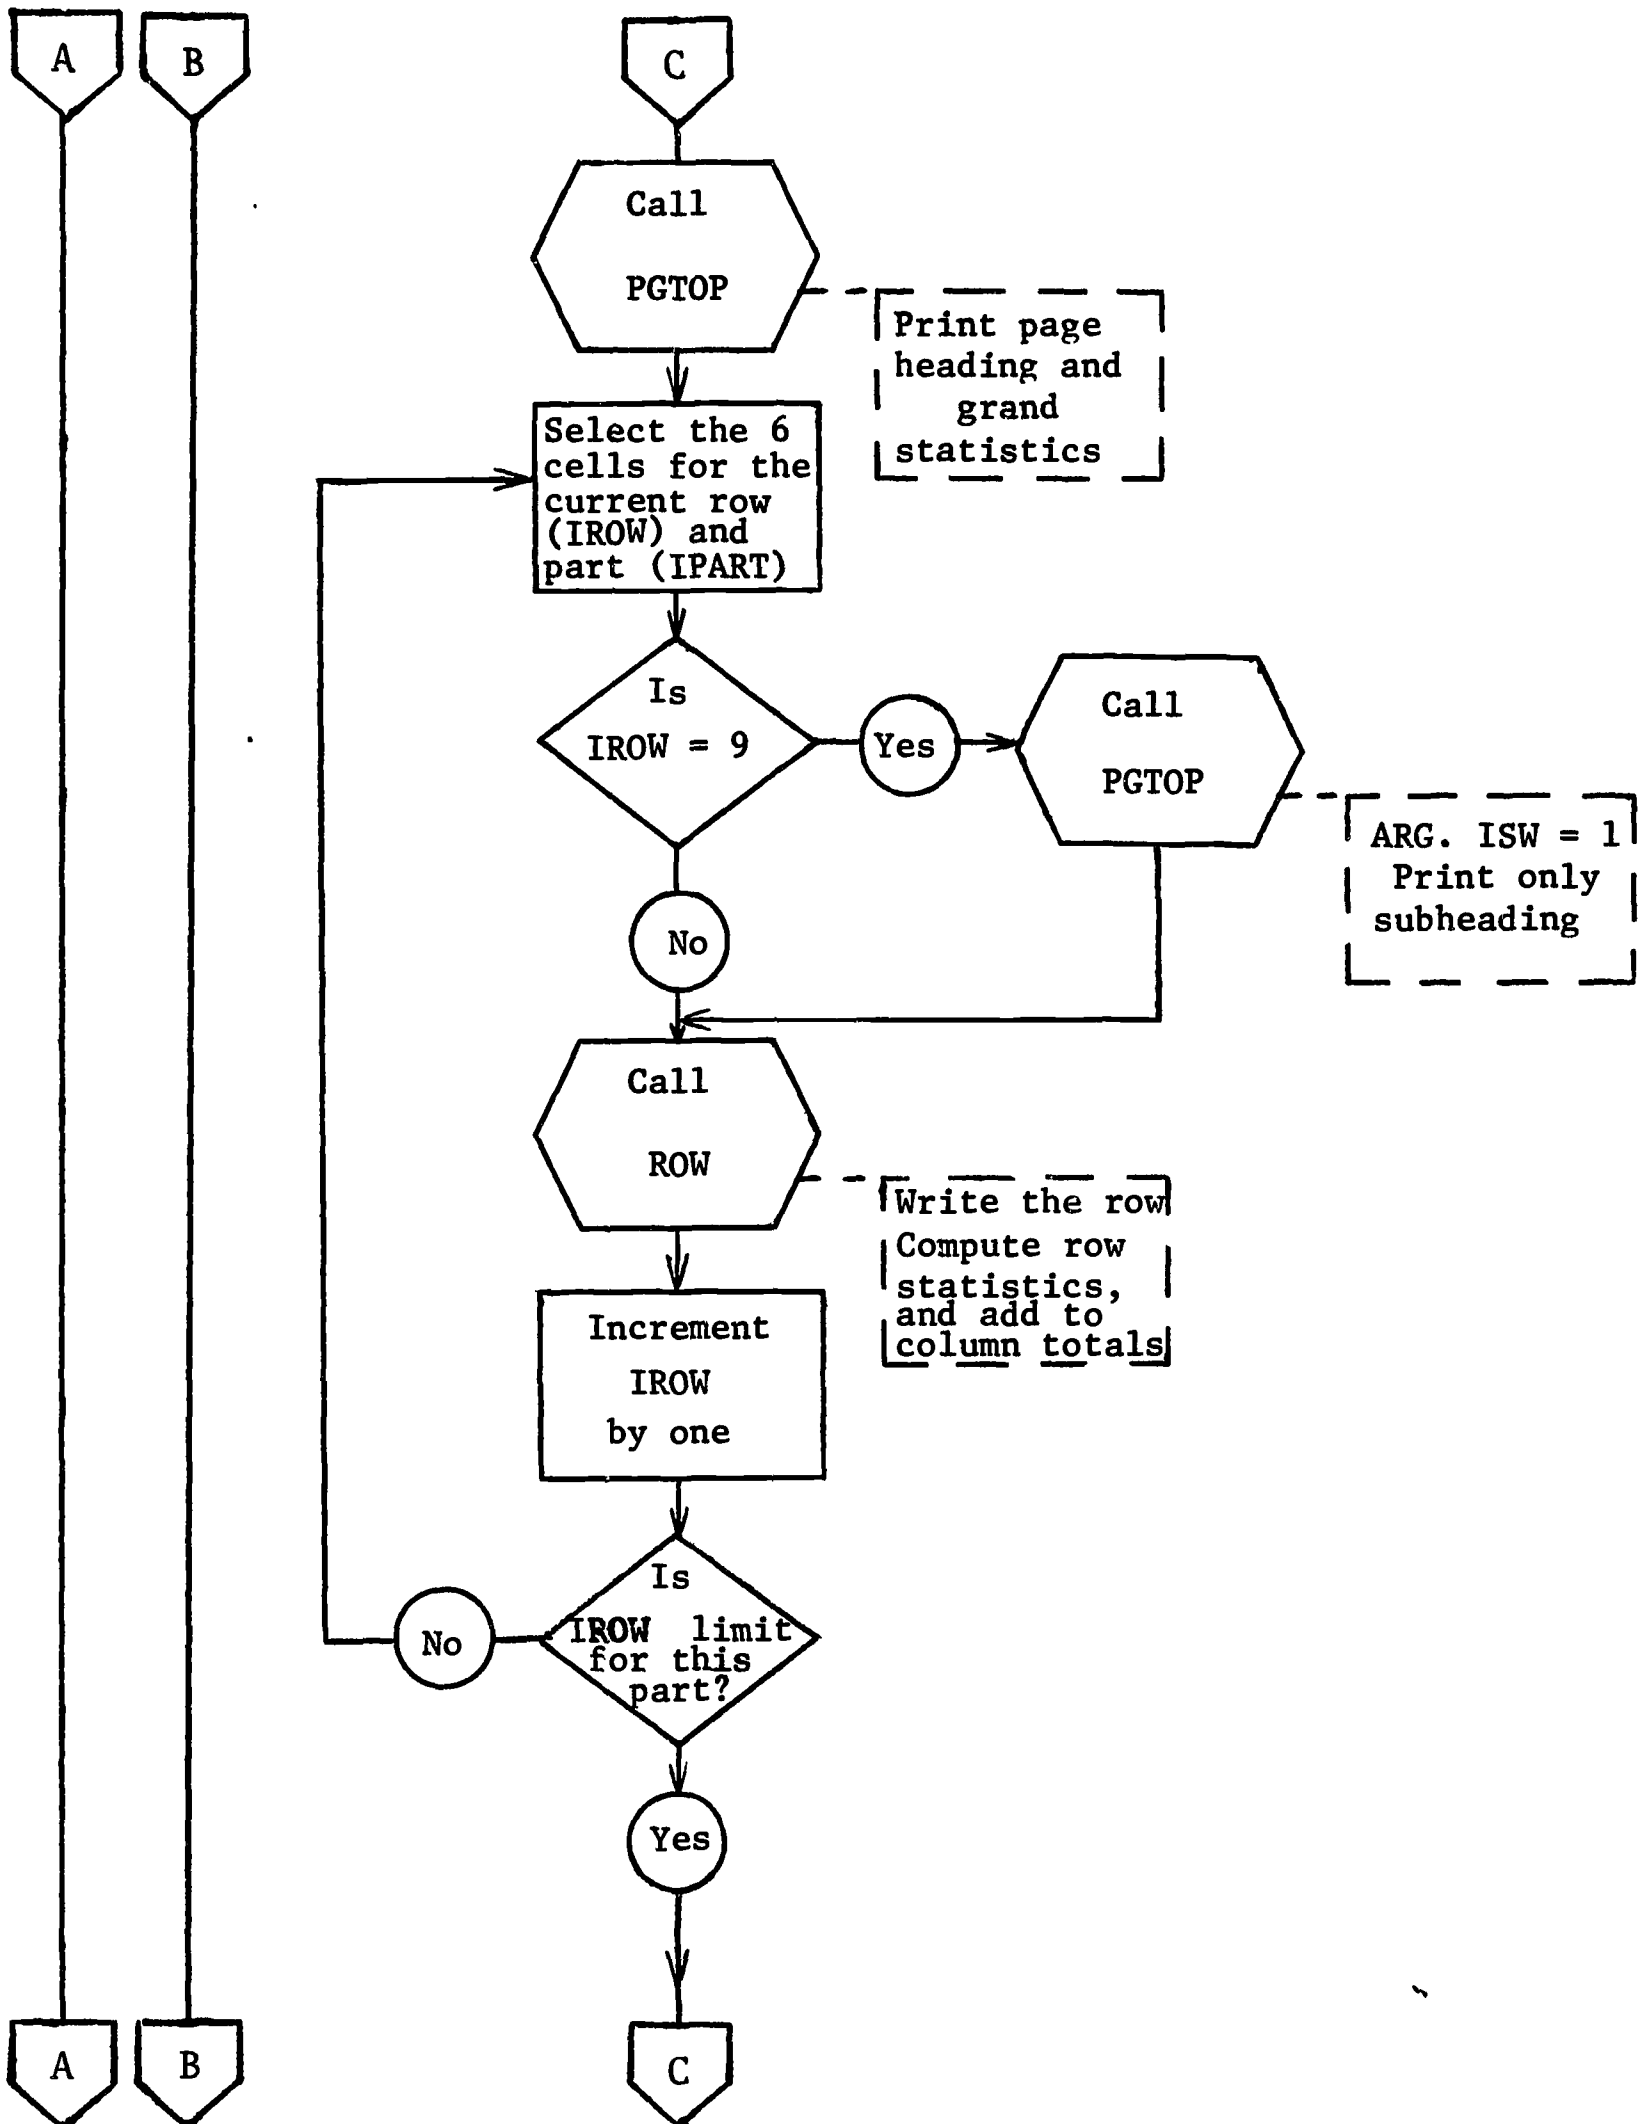 A
B
C
Call
PGTOP
Print page
heading and
grand
statistics
Select the 6
cells for the
current row
(IROW) and
part (IPART)
Is
IROW = 9
Yes
Call
PGTOP
ARG. ISW = 1
Print only
subheading
No
Call
ROW
Write the row
Compute row
statistics,
and add to
column totals
Increment
IROW
by one
Is
IROW limit
for this
part?
No
Yes
A
B
C